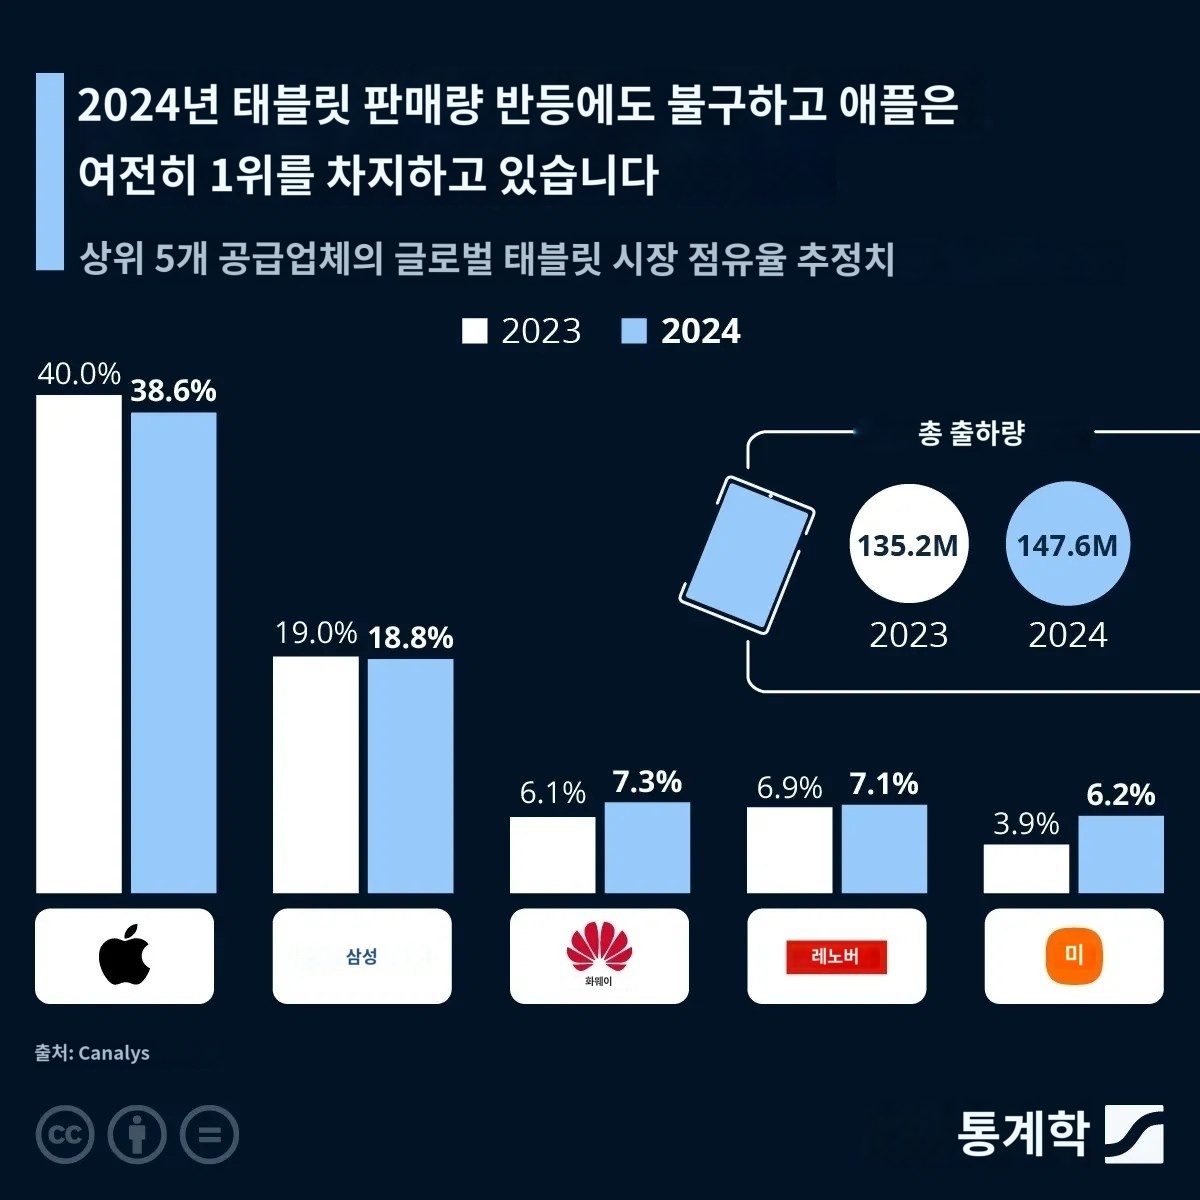 2024년 태블릿 판매량 반등에도 불구하고 애플은
여전히 1위를 차지하고 있습니다
상위 5개 공급업체의 글로벌 태블릿 시장 점유율 추정치
2023 2024
40.0% 38.6%
19.0% 18.8%
6.1% 7.3%
6.9% 7.1%
3.9% 6.2%
총 출하량
135.2M 147.6M
2023 2024
삼성
화웨이
레노버
미
출처: Canalys
cc
통계학